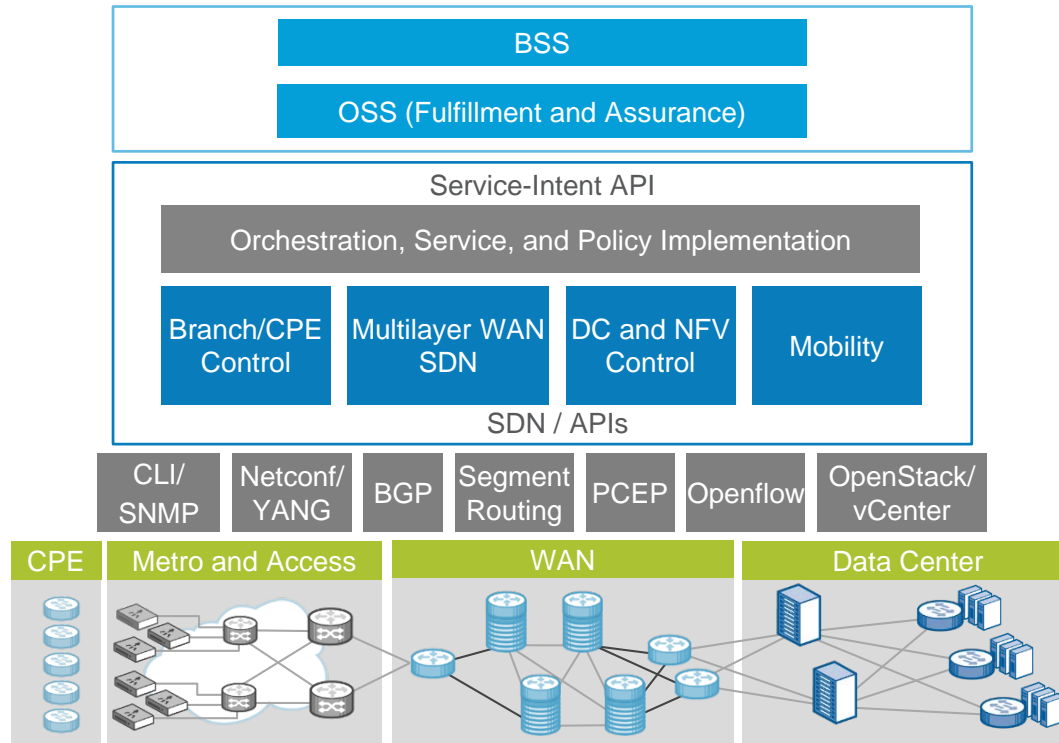 BSS
OSS (Fulfillment and Assurance)
Service-Intent API
Orchestration, Service, and Policy Implementation
Branch/CPE
Control
Multilayer WAN
SDN
DC and NFV
Control
Mobility
SDN / APIs
CLI/
SNMP
Netconf/
YANG
BGP
Segment
Routing
PCEP
Openflow
OpenStack/
vCenter
CPE
Metro and Access
WAN
Data Center